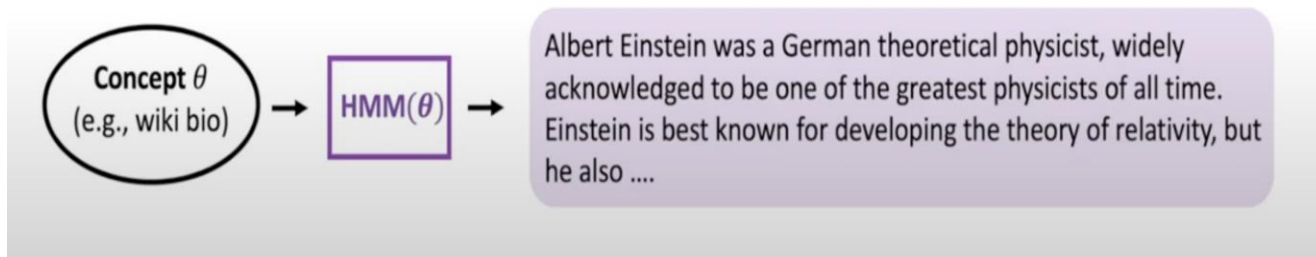 Concept θ
(e.g., wiki bio)
HMM(θ)
Albert Einstein was a German theoretical physicist, widely
acknowledged to be one of the greatest physicists of all time.
Einstein is best known for developing the theory of relativity, but
he also ....